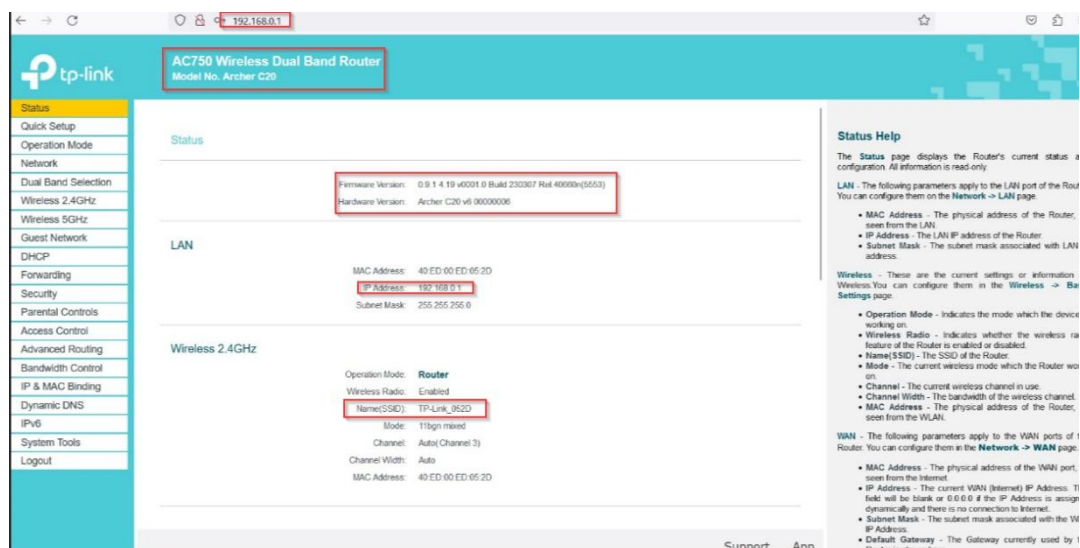 192.168.0.1
tp-link
AC750 Wireless Dual Band Router
Model No. Archer C20
Status
Quick Setup
Operation Mode
Network
Dual Band Selection
Wireless 2.4GHz
Wireless 5GHz
Guest Network
DHCP
Forwarding
Security
Parental Controls
Access Control
Advanced Routing
Bandwidth Control
IP & MAC Binding
Dynamic DNS
IPv6
System Tools
Logout
Status
Firmware Version: 0.9.1 4.19 v0001.0 Build 230307 Rel.40660n(5553)
Hardware Version: Archer C20 v6 00000006
LAN
MAC Address: 40:ED:00:ED:05:2D
IP Address: 192.168.0.1
Subnet Mask: 255.255.255.0
Wireless 2.4GHz
Operation Mode: Router
Wireless Radio: Enabled
Name(SSID): TP-Link_052D
Mode: 11bgn mixed
Channel: Auto(Channel 3)
Channel Width: Auto
MAC Address: 40:ED:00:ED:05:2D
Support App
Status Help
The Status page displays the Router's current status
configuration. All information is read-only.
LAN - The following parameters apply to the LAN port of the
You can configure them on the Network -> LAN page.
• MAC Address - The physical address of the Router,
seen from the LAN.
• IP Address - The LAN IP address of the Router.
• Subnet Mask - The subnet mask associated with LAN
address.
Wireless - These are the current settings or information
Wireless.You can configure them in the Wireless ->
Settings page.
• Operation Mode - Indicates the mode which the device
working on.
• Wireless Radio - Indicates whether the wireless
feature of the Router is enabled or disabled.
• Name(SSID) - The SSID of the Router.
• Mode - The current wireless mode which the Router
on.
• Channel - The current wireless channel in use.
• Channel Width - The bandwidth of the wireless channel.
• MAC Address - The physical address of the Router,
seen from the WLAN.
WAN - The following parameters apply to the WAN ports of
Router. You can configure them in the Network -> WAN page.
• MAC Address - The physical address of the WAN port,
seen from the Internet.
• IP Address - The current WAN (Internet) IP Address.
field will be blank or 0.0.0.0 if the IP Address is
dynamically and there is no connection to Internet.
• Subnet Mask - The subnet mask associated with the
IP Address.
• Default Gateway - The Gateway currently used by